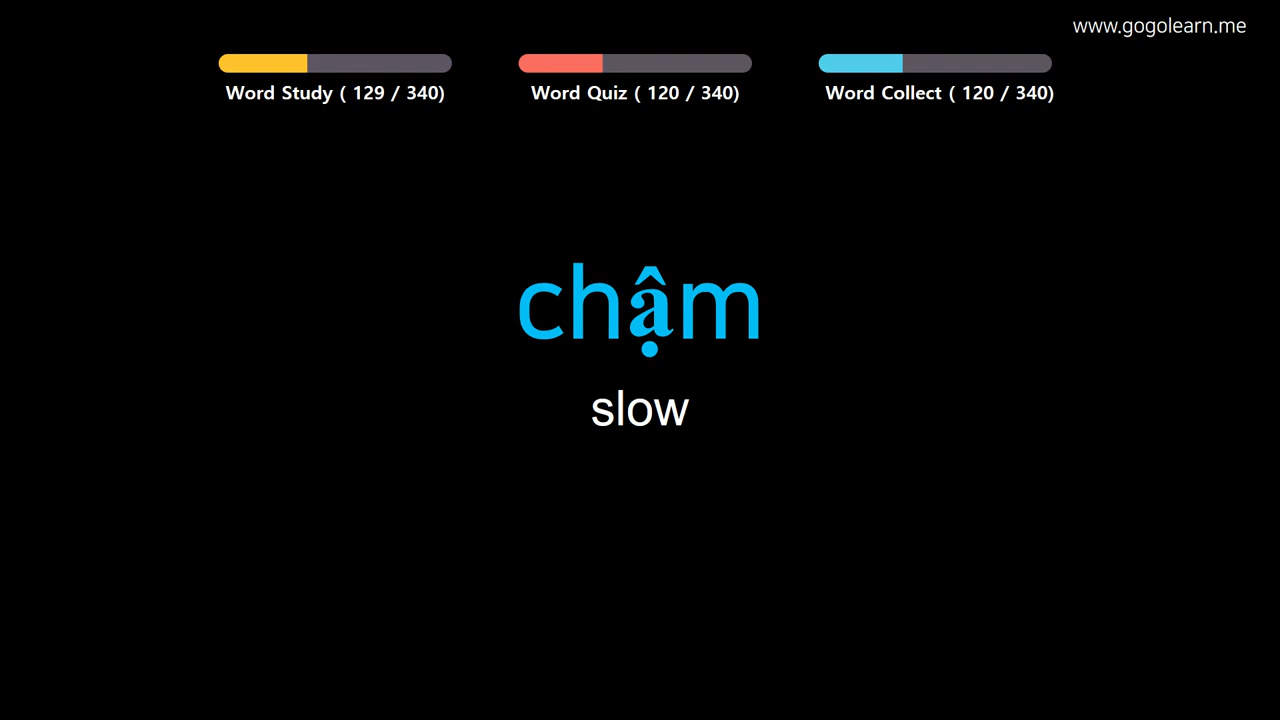 www.gogolearn.me
Word Study ( 129 / 340)
Word Quiz ( 120 / 340)
Word Collect ( 120 / 340)
chậm
slow